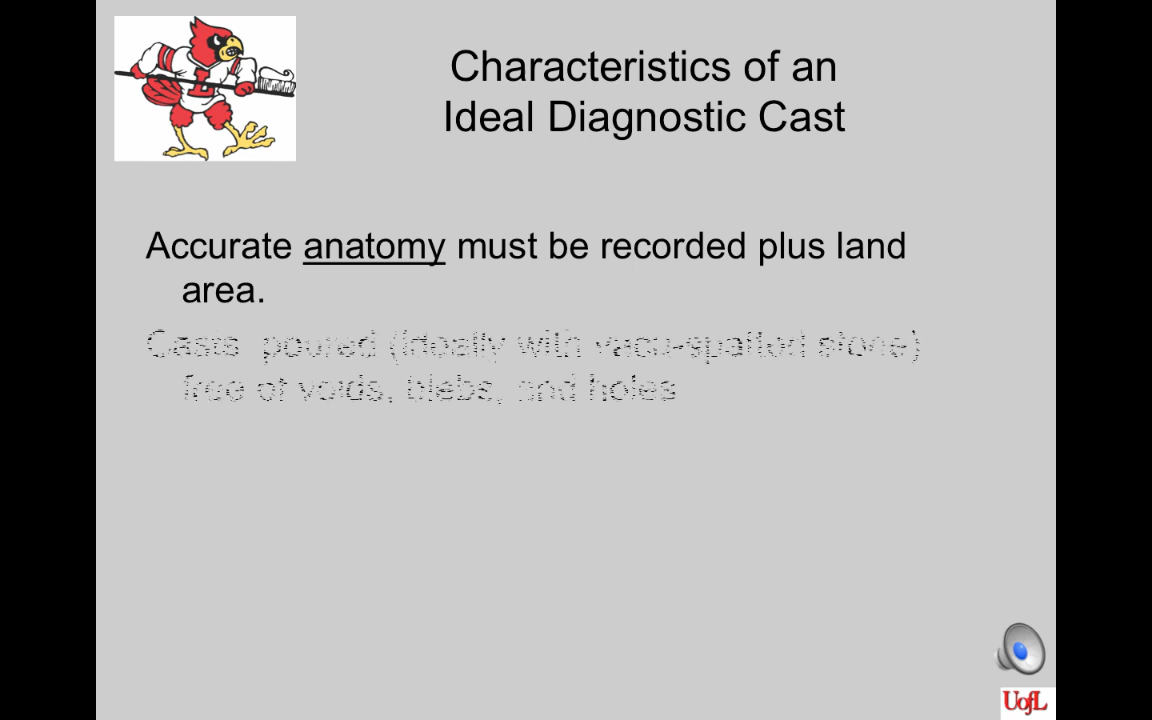 Characteristics of an
Ideal Diagnostic Cast
Accurate anatomy must be recorded plus land
area.
Casts poured (ideally with vacu-spatled stone)
free of voids, blebs, and holes
UofL